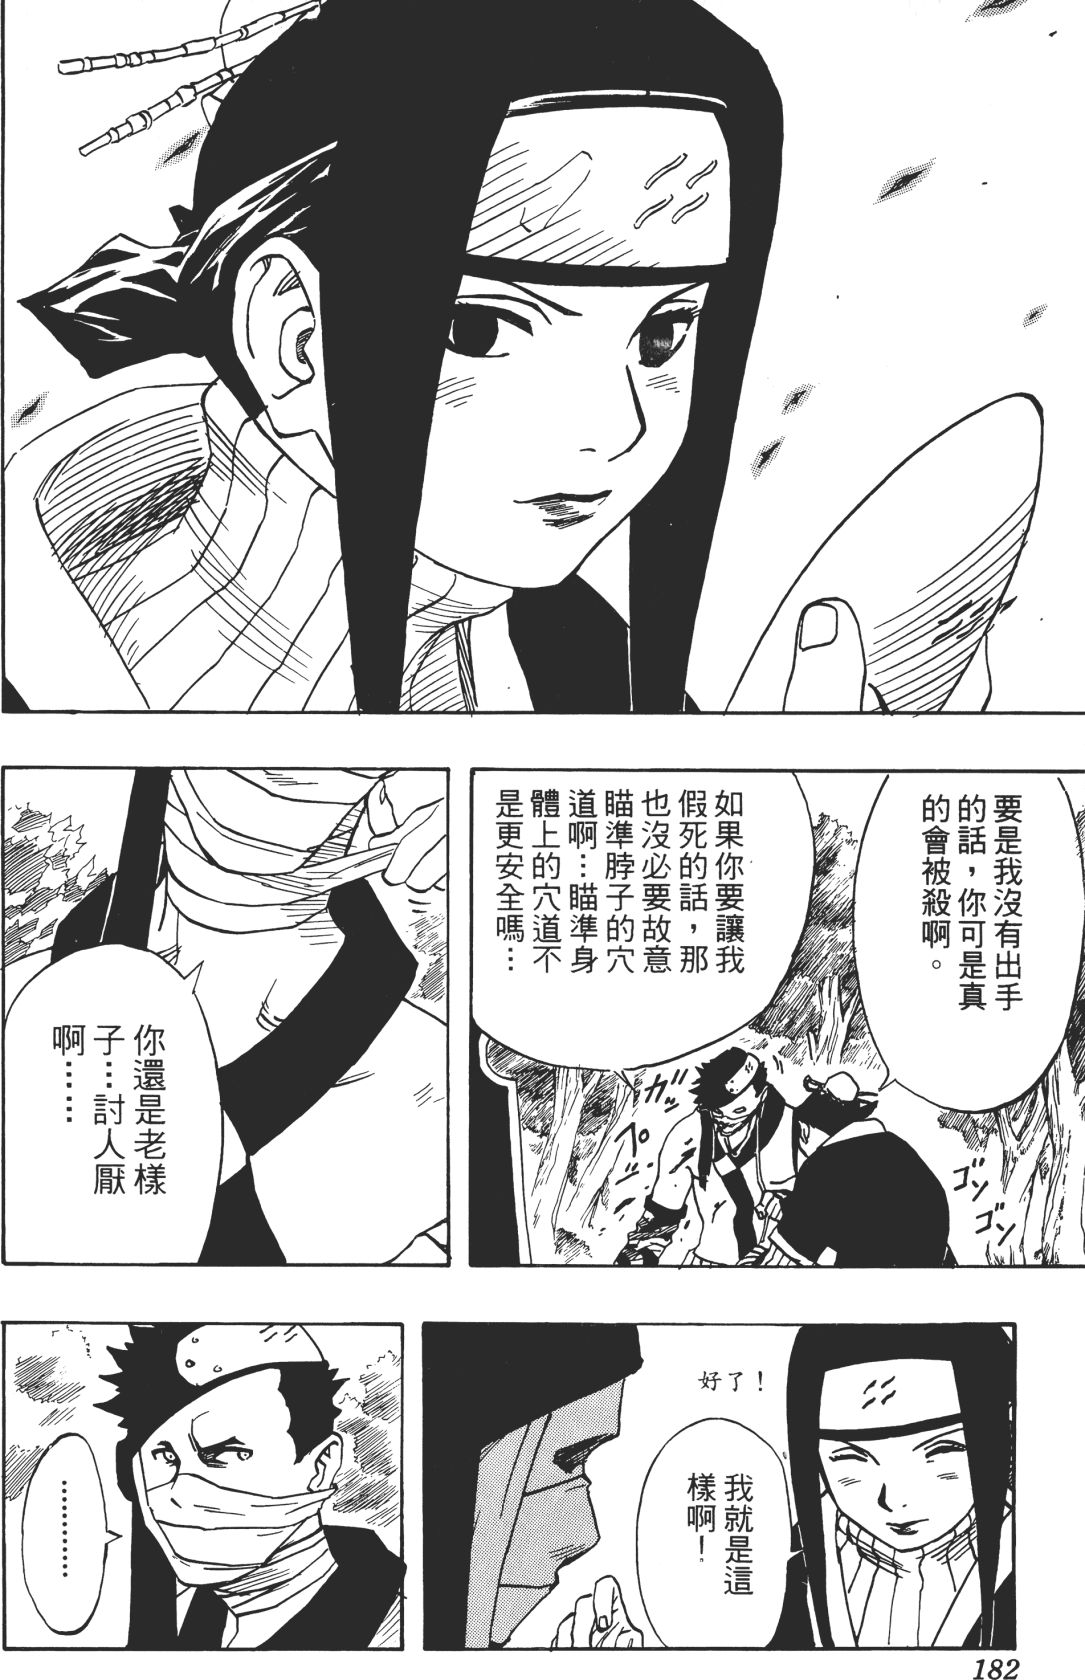 要是我沒有出手
的話，你可是真
的會被殺啊。
如果你要讓我
假死的話，那
也沒必要故意
瞄準脖子的穴
道啊…瞄準身
體上的穴道不
是更安全嗎…
ガッ
プ
ゴソ
ゴソ
你還是老樣
子…討人厭
啊……
好了！
我就是這
樣啊！
…………
182